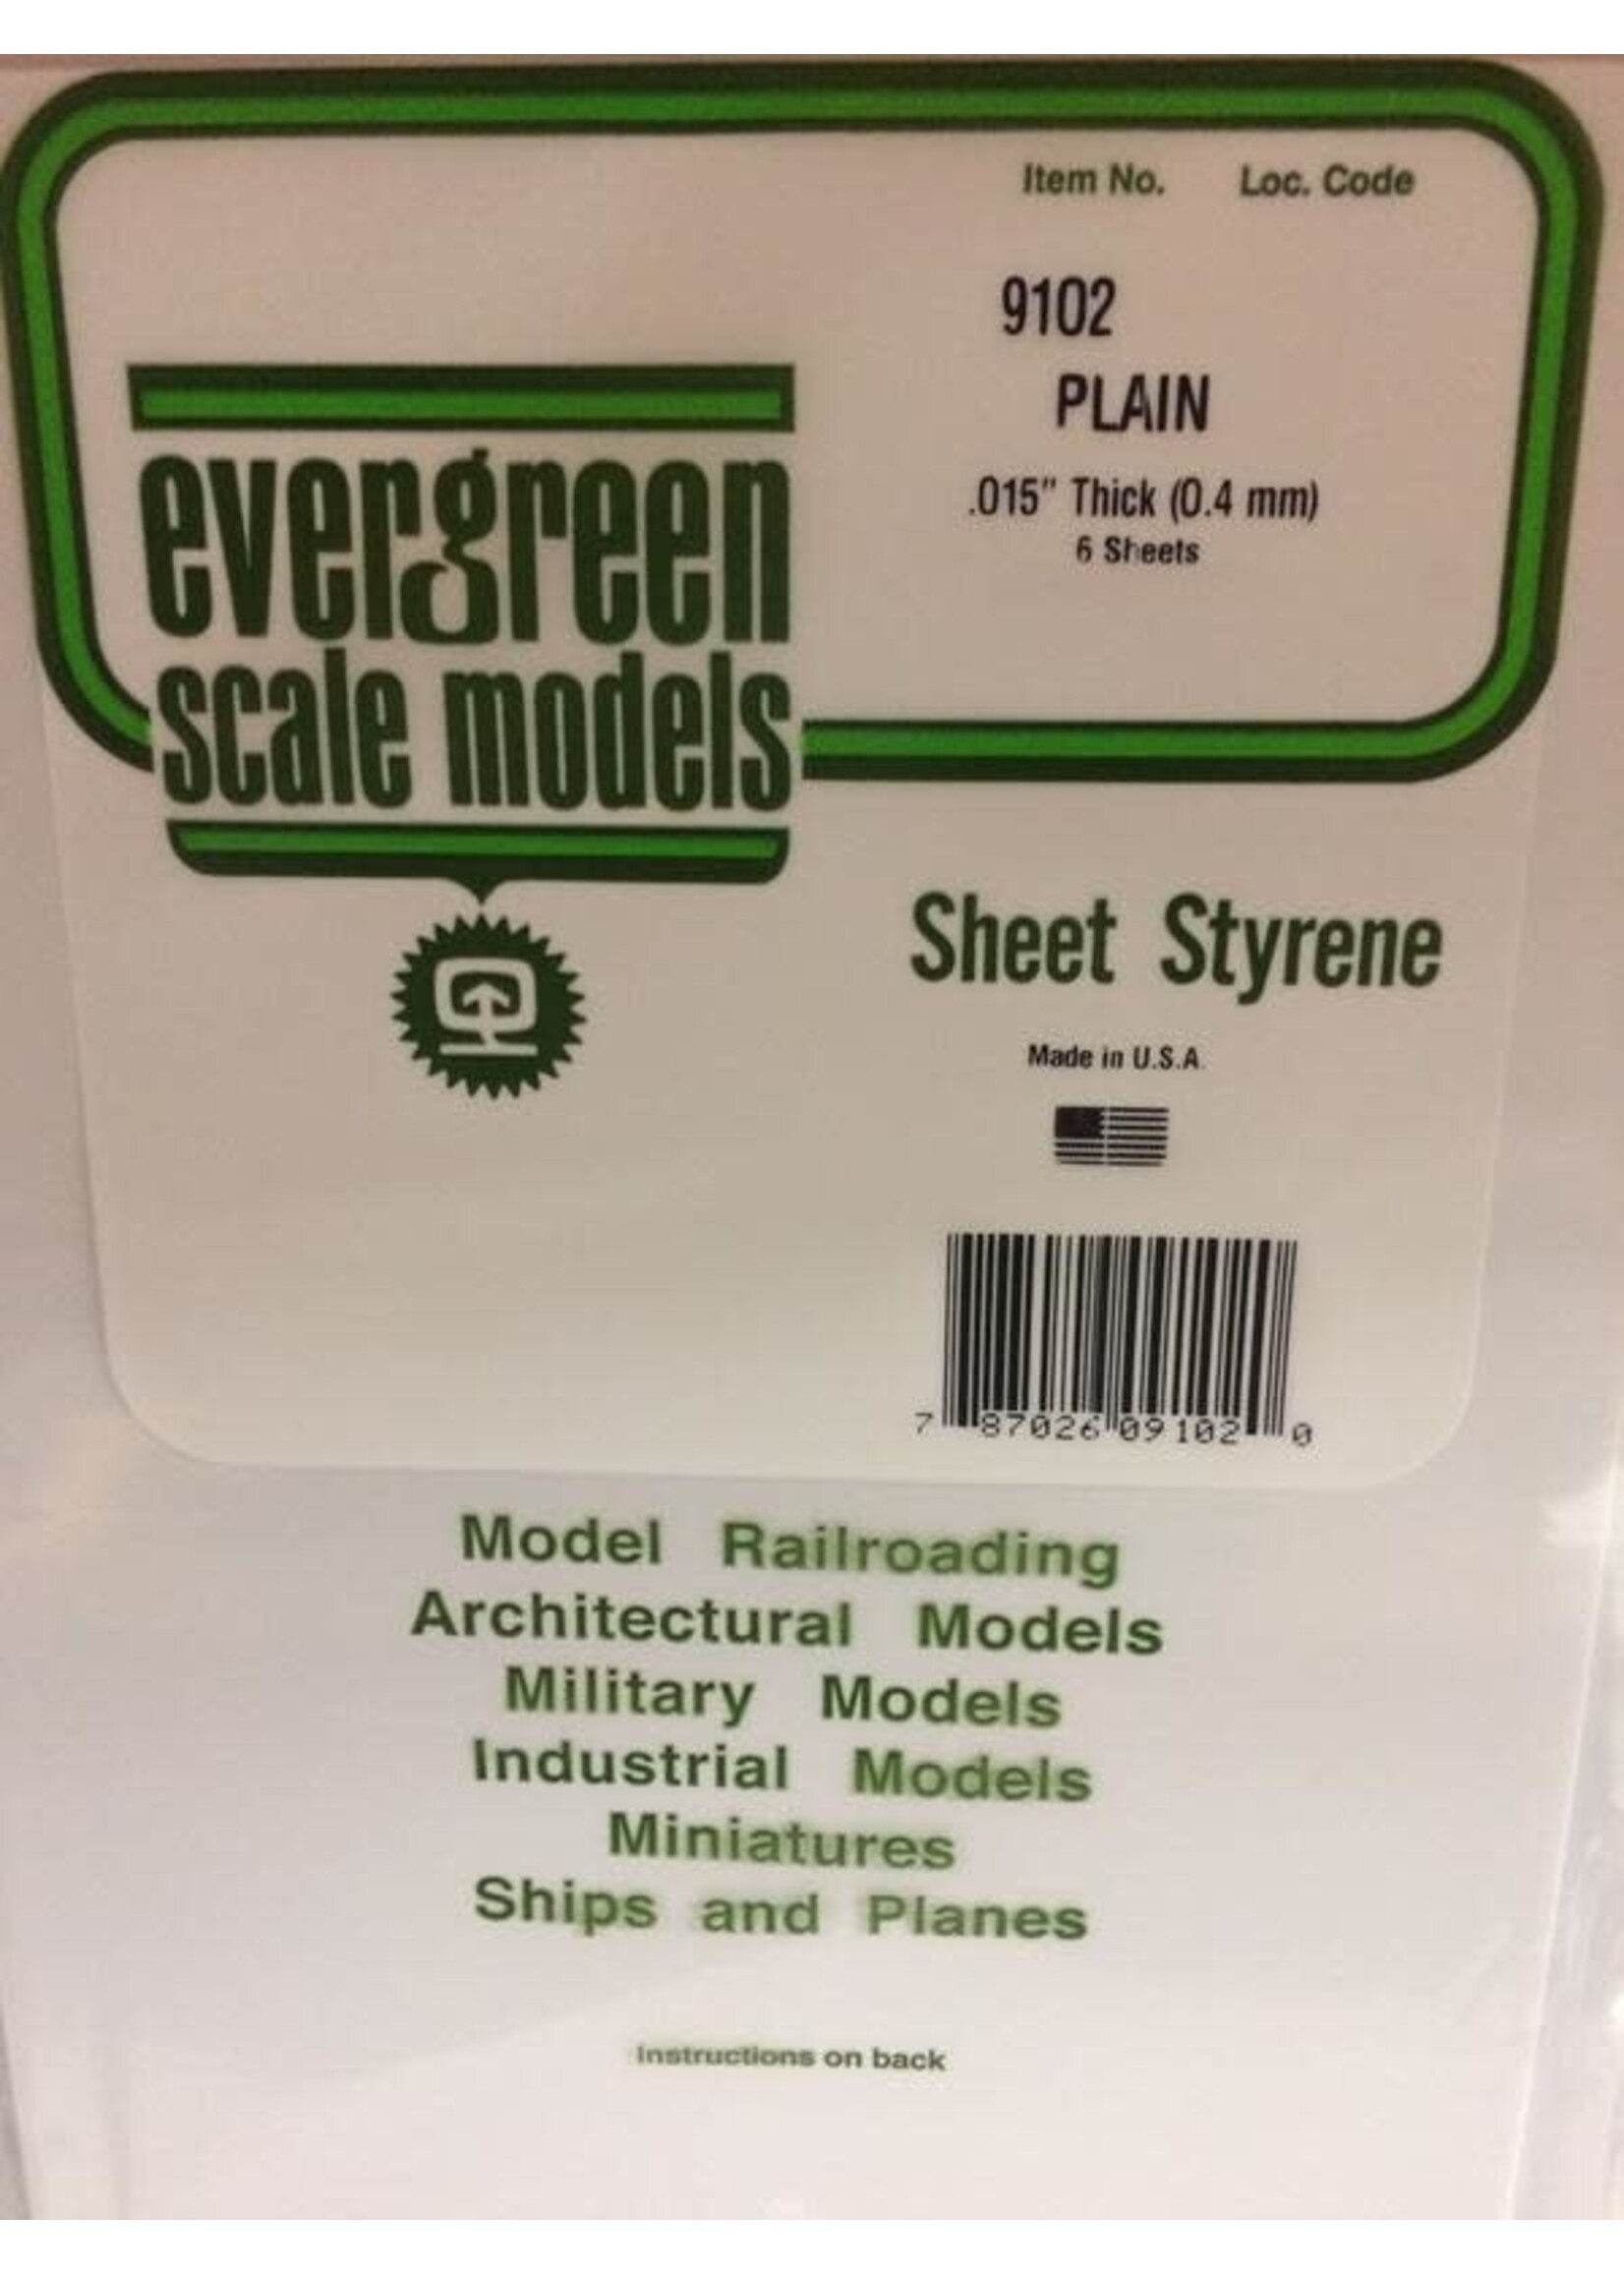 Item No. Loc. Code
9102
PLAIN
.015" Thick (0.4 mm)
6 Sheets
evergreen
scale models
Sheet Styrene
Made in U.S.A.
7 87026 09102 0
Model Railroading
Architectural Models
Military Models
Industrial Models
Miniatures
Ships and Planes
Instructions on back